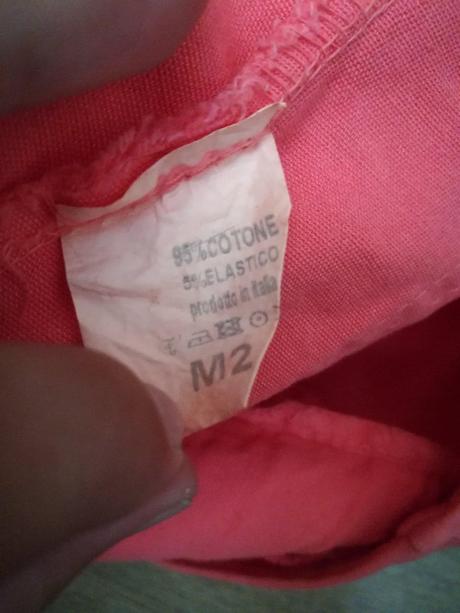 95%COTONE
5%ELASTICO
prodotto in Italia
M2